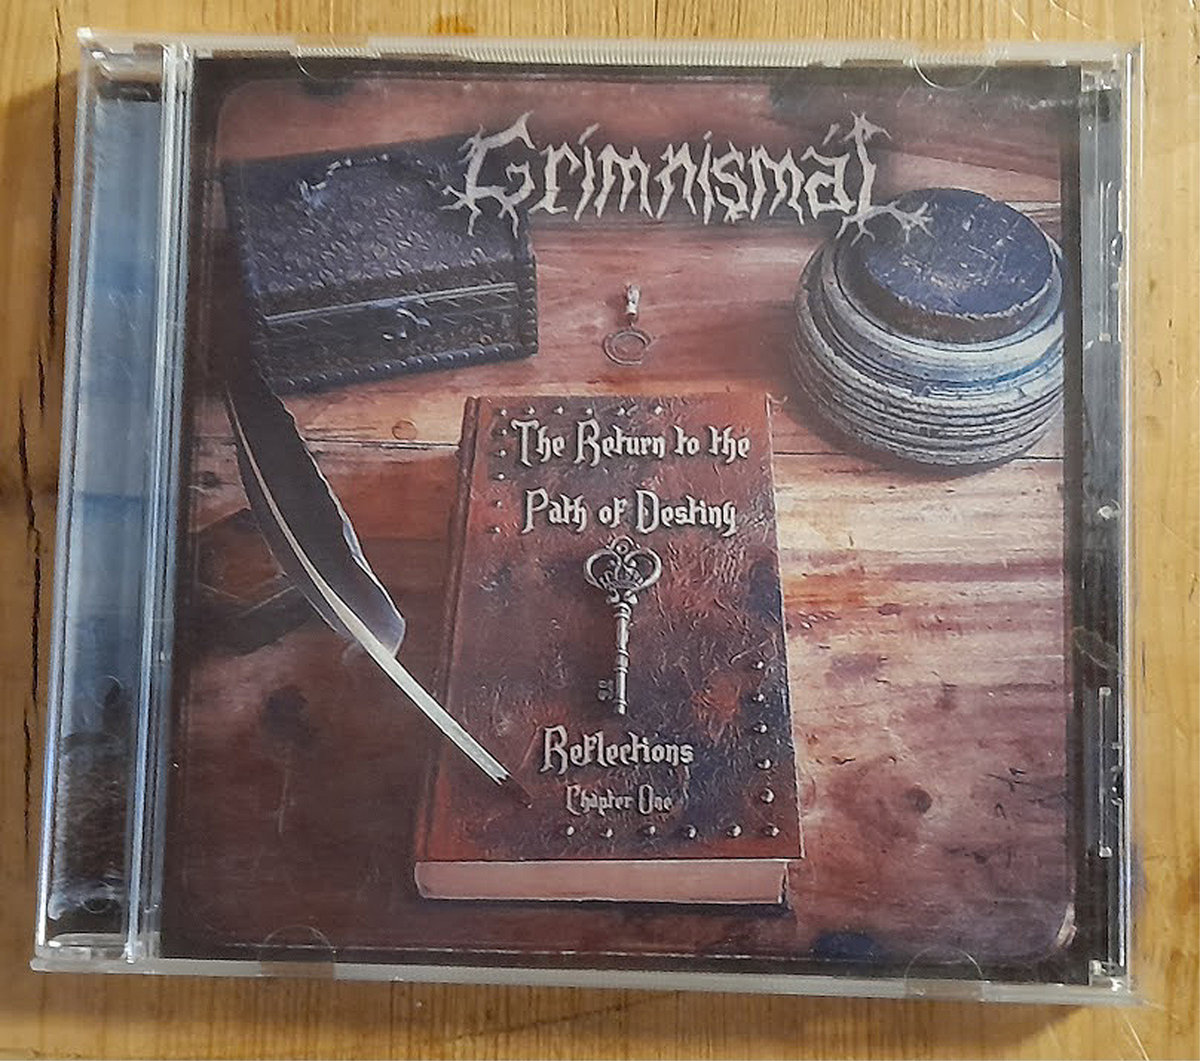 Grimnismál
The Return to the
Path of Destiny
Reflections
Chapter One